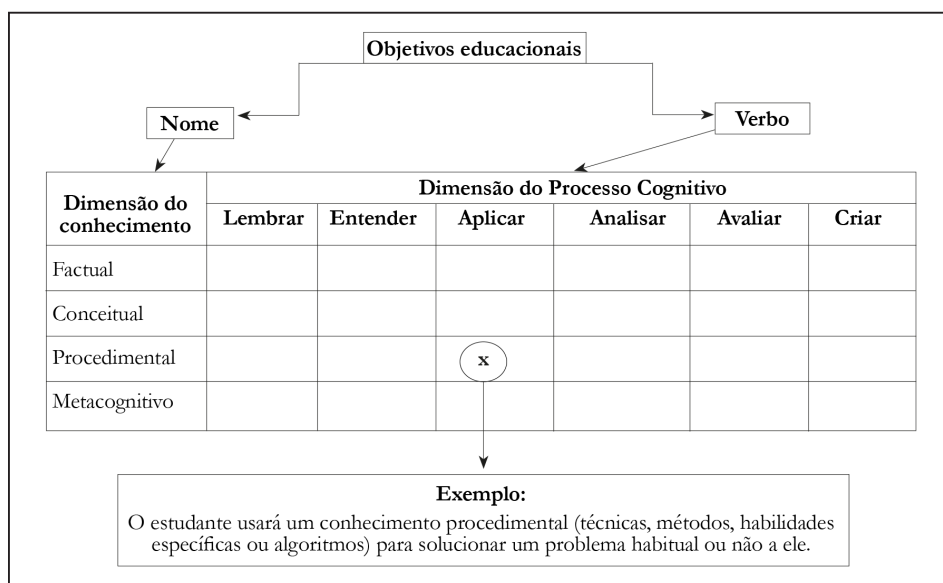 Objetivos educacionais
Nome
Verbo
Dimensão do
conhecimento
Dimensão do Processo Cognitivo
Lembrar Entender Aplicar Analisar Avaliar Criar
Factual
Conceitual
Procedimental x
Metacognitivo
Exemplo:
O estudante usará um conhecimento procedimental (técnicas, métodos, habilidades
específicas ou algoritmos) para solucionar um problema habitual ou não a ele.